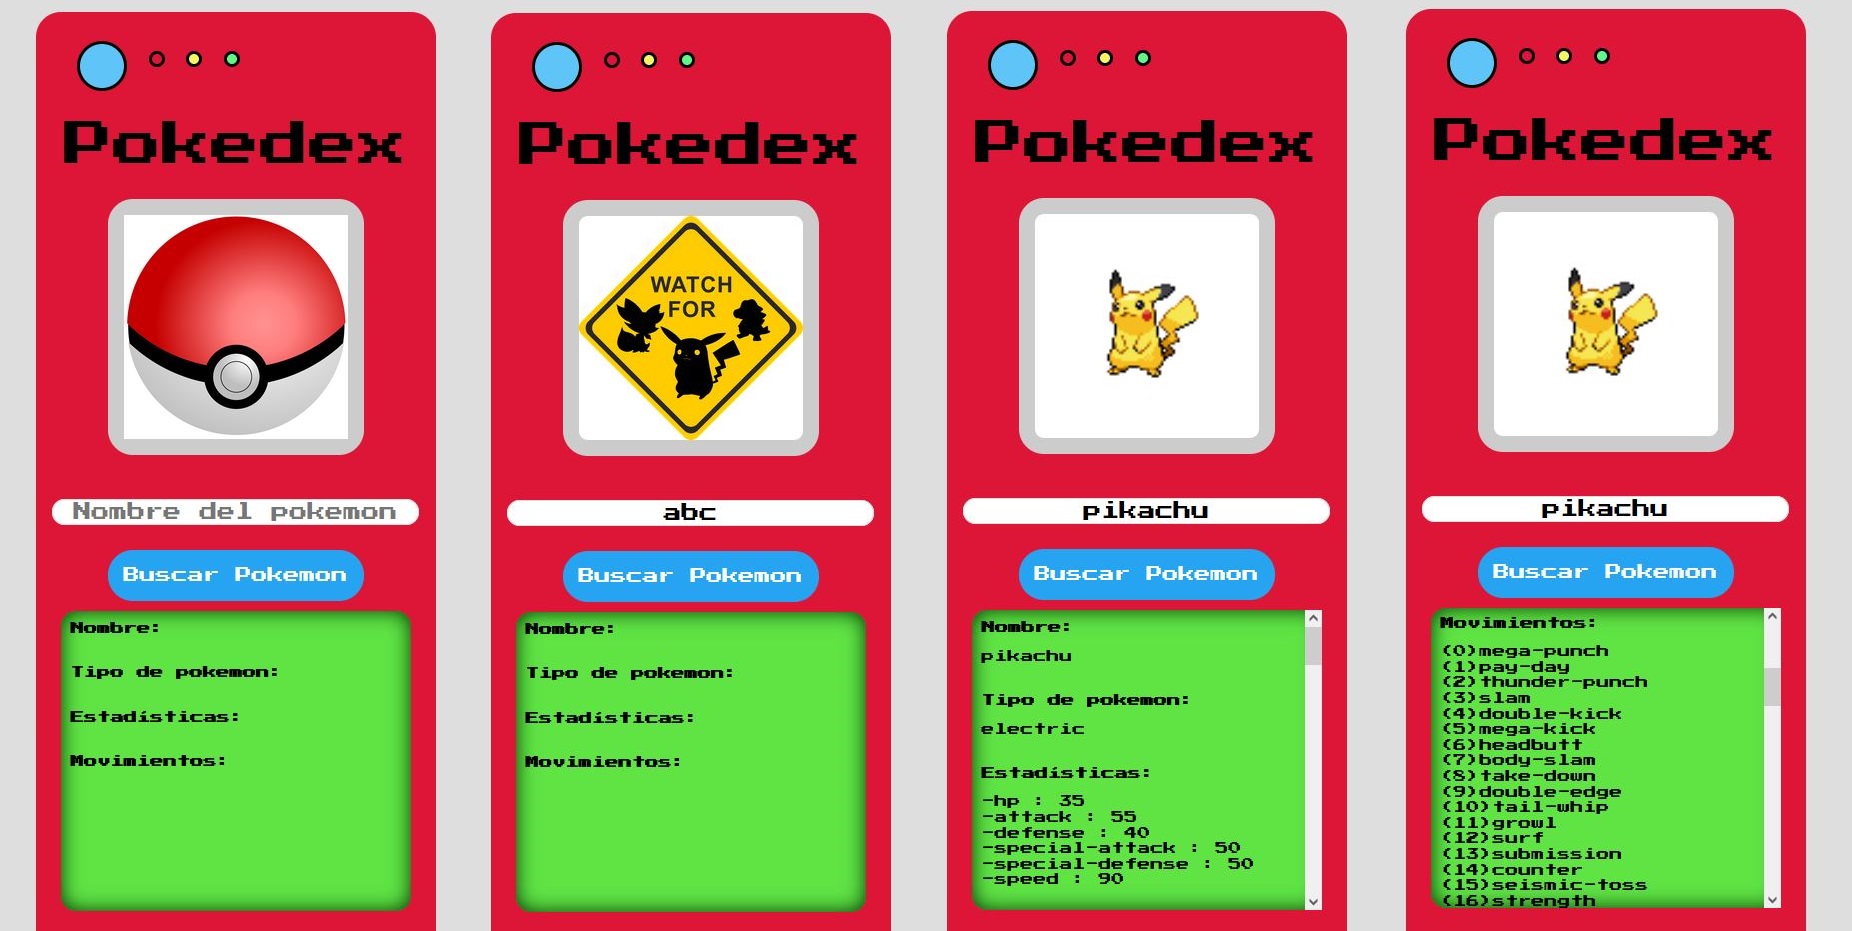 Pokedex
Nombre del pokemon
Buscar Pokemon
Nombre:
Tipo de pokemon:
Estadísticas:
Movimientos:
Pokedex
WATCH
FOR
abc
Buscar Pokemon
Nombre:
Tipo de pokemon:
Estadísticas:
Movimientos:
Pokedex
pikachu
Buscar Pokemon
Nombre:
pikachu
Tipo de pokemon:
electric
Estadísticas:
-hp : 35
-attack : 55
-defense : 40
-special-attack : 50
-special-defense : 50
-speed : 90
Pokedex
pikachu
Buscar Pokemon
Movimientos:
(0)mega-punch
(1)pay-day
(2)thunder-punch
(3)slam
(4)double-kick
(5)mega-kick
(6)headbutt
(7)body-slam
(8)take-down
(9)double-edge
(10)tail-whip
(11)growl
(12)surf
(13)submission
(14)counter
(15)seismic-toss
(16)strength